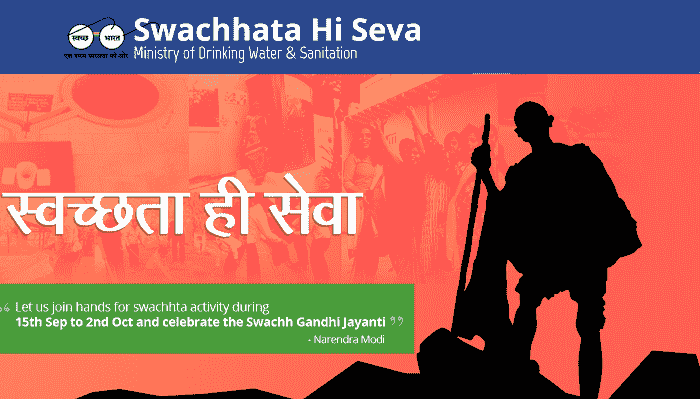 स्वच्छ भारत
एक कदम स्वच्छता की ओर
Swachhata Hi Seva
Ministry of Drinking Water & Sanitation
स्वच्छता ही सेवा
“ Let us join hands for swachhta activity during
15th Sep to 2nd Oct and celebrate the Swachh Gandhi Jayanti ”
- Narendra Modi